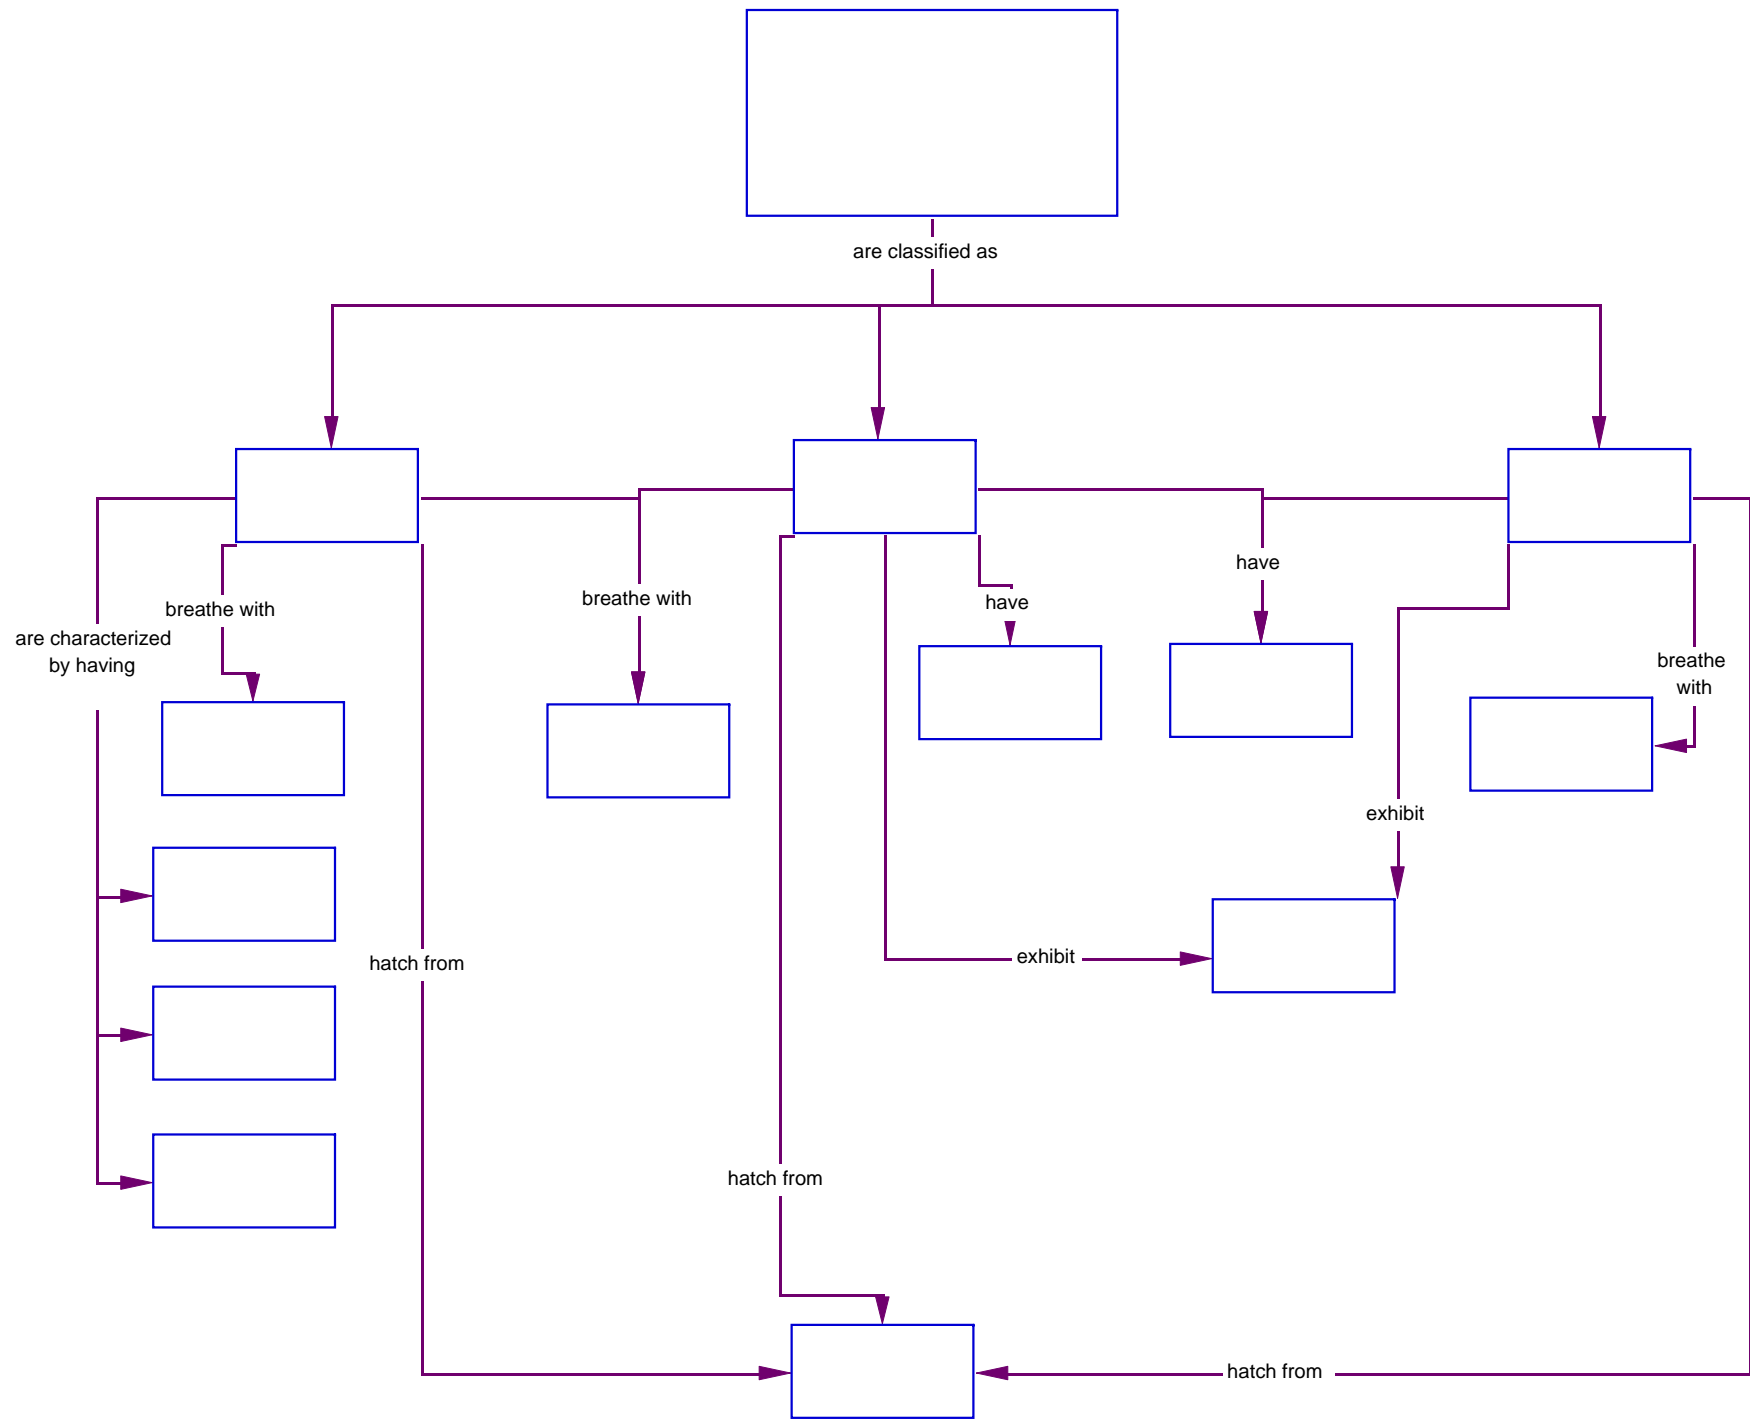 are classified as
have
breathe with
have
breathe with
are characterized
by having
breathe
with
exhibit
exhibit
hatch from
hatch from
hatch from